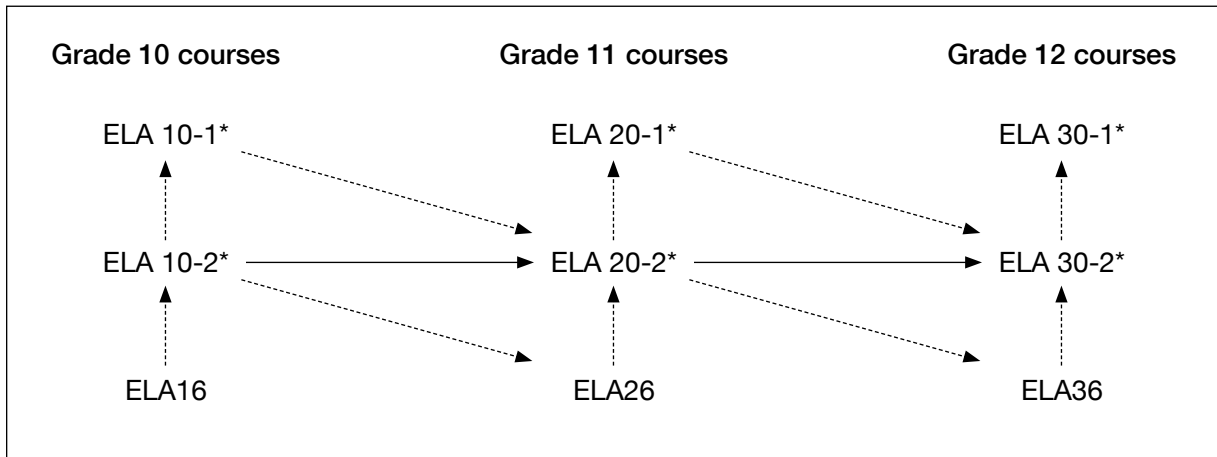 Grade 10 courses Grade 11 courses Grade 12 courses
ELA 10-1* ELA 20-1* ELA 30-1*
ELA 10-2* ELA 20-2* ELA 30-2*
ELA16 ELA26 ELA36